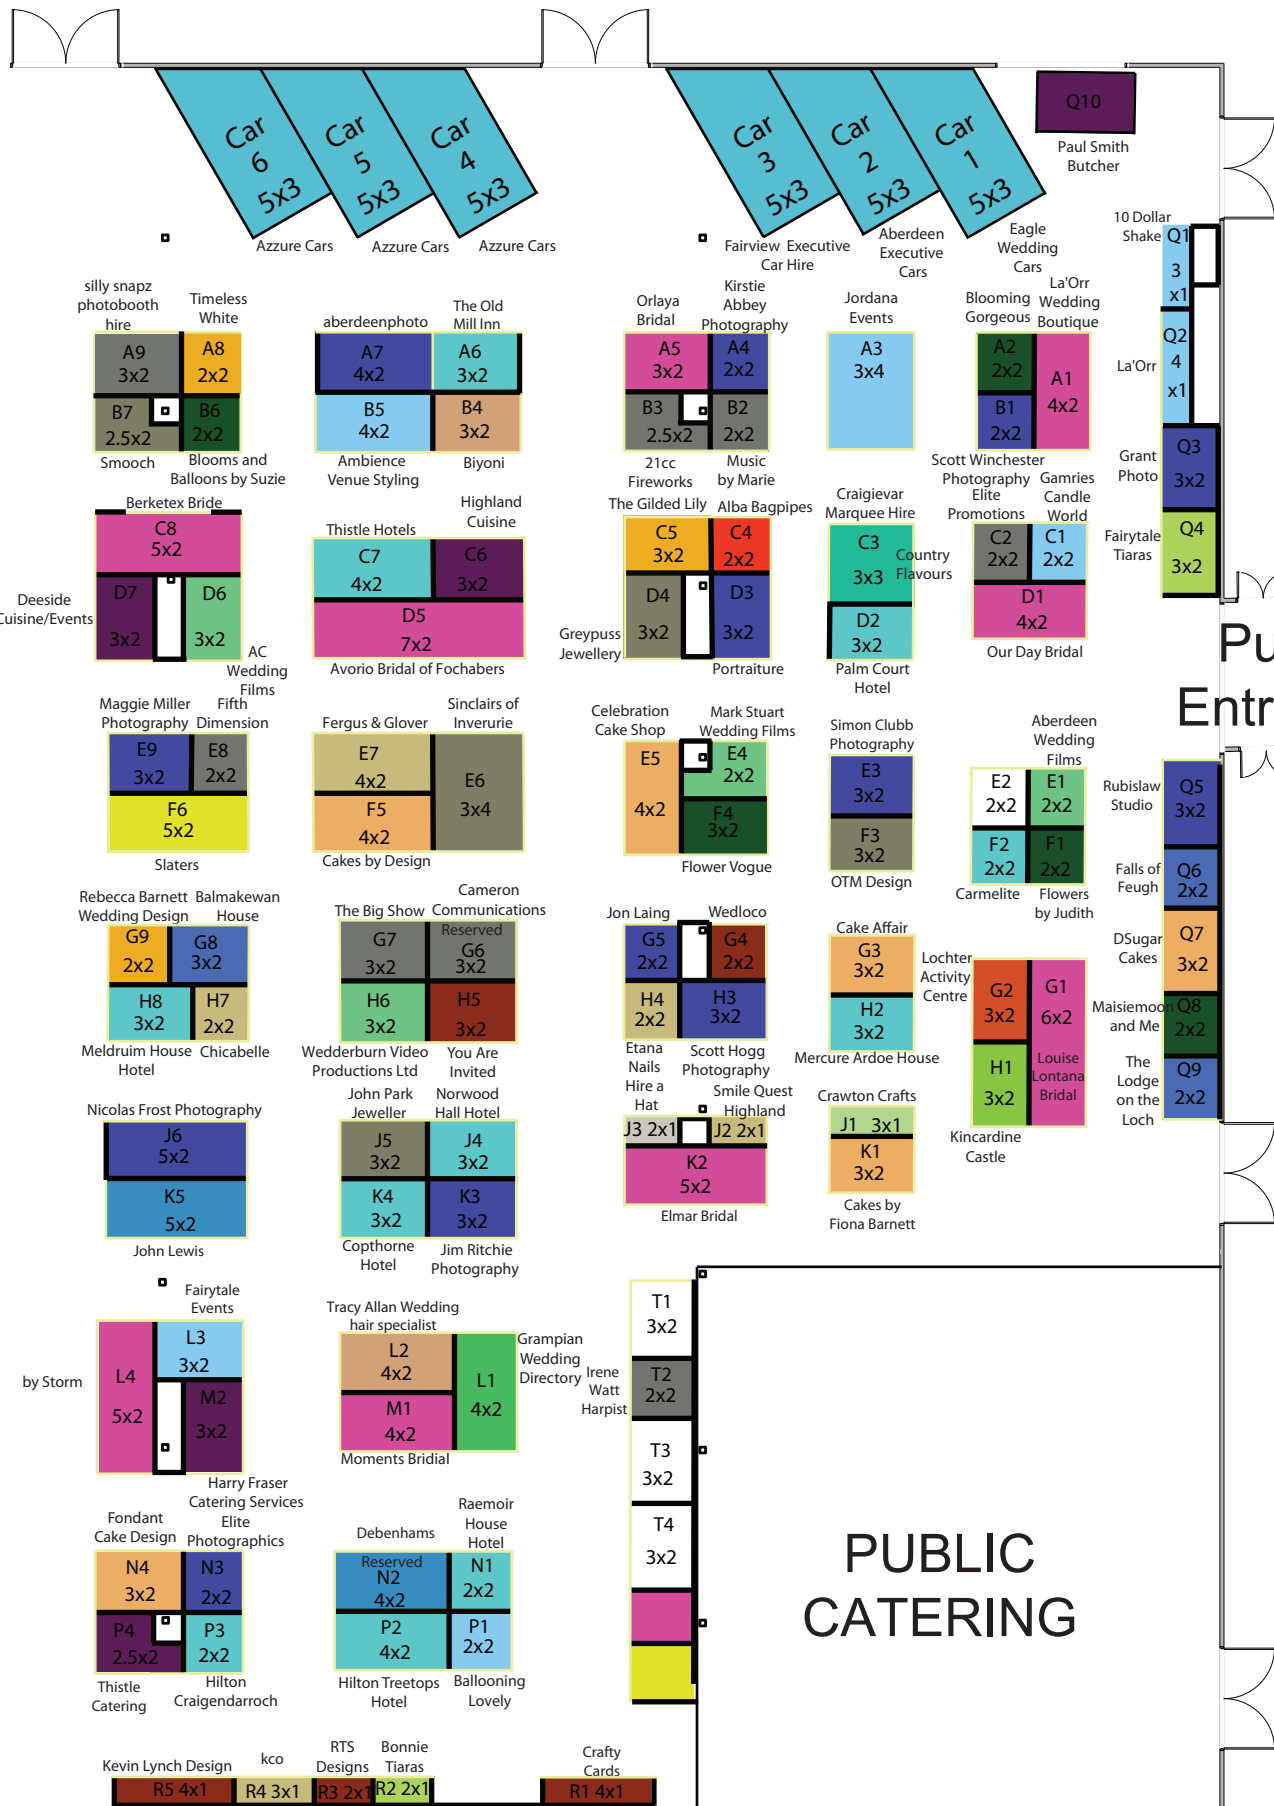 Car
6
5x3
Car
5
5x3
Car
4
5x3
Car
3
5x3
Car
2
5x3
Car
1
5x3
Q10
Paul Smith
Butcher
Azzure Cars
Azzure Cars
Azzure Cars
Fairview Executive
Car Hire
Aberdeen
Executive
Cars
Eagle
Wedding
Cars
10 Dollar
Shake
Q1
3
x1
silly snapz
photobooth
hire
Timeless
White
aberdeenphoto
The Old
Mill Inn
Orlaya
Bridal
Kirstie
Abbey
Photography
Jordana
Events
Blooming
Gorgeous
La'Orr
Wedding
Boutique
A9
3x2
A8
2x2
A7
4x2
A6
3x2
A5
3x2
A4
2x2
A3
3x4
A2
2x2
A1
4x2
La'Orr
Q2
4
x1
B7
2.5x2
B6
2x2
B5
4x2
B4
3x2
B3
2.5x2
B2
2x2
B1
2x2
Smooch
Blooms and
Balloons by Suzie
Ambience
Venue Styling
Biyoni
21cc
Fireworks
Music
by Marie
Scott Winchester
Photography
Grant
Photo
Q3
3x2
Berketex Bride
Thistle Hotels
Highland
Cuisine
The Gilded Lily
Alba Bagpipes
Craigievar
Marquee Hire
Elite
Promotions
Gamries
Candle
World
C8
5x2
C7
4x2
C6
3x2
C5
3x2
C4
2x2
C3
3x3
Country
Flavours
C2
2x2
C1
2x2
Fairytale
Tiaras
Q4
3x2
Deeside
Cuisine/Events
D7
3x2
D6
3x2
D5
7x2
Greypuss
Jewellery
D4
3x2
D3
3x2
D2
3x2
D1
4x2
AC
Wedding
Films
Avorio Bridal of Fochabers
Portraiture
Palm Court
Hotel
Our Day Bridal
Pu
Entr
Maggie Miller
Photography
Fifth
Dimension
Fergus & Glover
Sinclairs of
Inverurie
Celebration
Cake Shop
Mark Stuart
Wedding Films
Simon Clubb
Photography
Aberdeen
Wedding
Films
E9
3x2
E8
2x2
E7
4x2
E6
3x4
E5
4x2
E4
2x2
E3
3x2
E2
2x2
E1
2x2
Rubislaw
Studio
Q5
3x2
F6
5x2
F5
4x2
F4
3x2
F3
3x2
F2
2x2
F1
2x2
Slaters
Cakes by Design
Flower Vogue
OTM Design
Carmelite
Flowers
by Judith
Falls of
Feugh
Q6
2x2
Rebecca Barnett
Wedding Design
Balmakewan
House
The Big Show
Cameron
Communications
Jon Laing
Wedloco
Cake Affair
Lochter
Activity
Centre
DSugar
Cakes
Q7
3x2
G9
2x2
G8
3x2
G7
3x2
Reserved
G6
3x2
G5
2x2
G4
2x2
G3
3x2
G2
3x2
G1
6x2
Louise
Lontana
Bridal
Maisiemoon
and Me
Q8
2x2
H8
3x2
H7
2x2
H6
3x2
H5
3x2
H4
2x2
H3
3x2
H2
3x2
H1
3x2
The
Lodge
on the
Loch
Q9
2x2
Meldruim House
Hotel
Chicabelle
Wedderburn Video
Productions Ltd
You Are
Invited
Etana
Nails
Scott Hogg
Photography
Mercure Ardoe House
Kincardine
Castle
Nicolas Frost Photography
John Park
Jeweller
Norwood
Hall Hotel
Hire a
Hat
Smile Quest
Highland
Crawton Crafts
J6
5x2
J5
3x2
J4
3x2
J3 2x1
J2 2x1
J1 3x1
K5
5x2
K4
3x2
K3
3x2
K2
5x2
K1
3x2
John Lewis
Copthorne
Hotel
Jim Ritchie
Photography
Elmar Bridal
Cakes by
Fiona Barnett
Fairytale
Events
Tracy Allan Wedding
hair specialist
Grampian
Wedding
Directory
by Storm
L4
5x2
L3
3x2
L2
4x2
L1
4x2
M2
3x2
M1
4x2
Harry Fraser
Catering Services
Moments Bridial
T1
3x2
Irene
Watt
Harpist
T2
2x2
T3
3x2
T4
3x2
PUBLIC
CATERING
Fondant
Cake Design
Elite
Photographics
Debenhams
Raemoir
House
Hotel
N4
3x2
N3
2x2
Reserved
N2
4x2
N1
2x2
P4
2.5x2
P3
2x2
P2
4x2
P1
2x2
Thistle
Catering
Hilton
Craigendarroch
Hilton Treetops
Hotel
Ballooning
Lovely
Kevin Lynch Design
kco
RTS
Designs
Bonnie
Tiaras
Crafty
Cards
R5 4x1
R4 3x1
R3 2x1
R2 2x1
R1 4x1